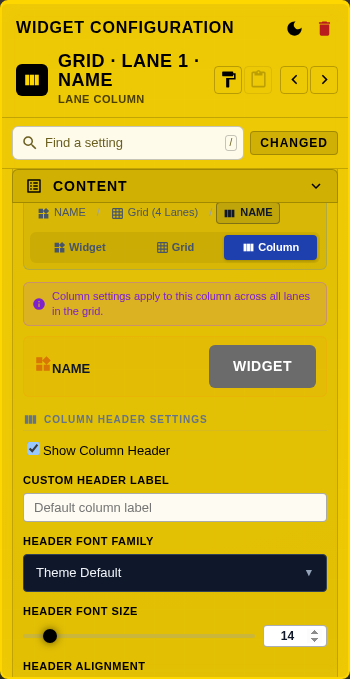 WIDGET CONFIGURATION
GRID · LANE 1 ·
NAME
LANE COLUMN
Find a setting /
CHANGED
CONTENT
NAME / Grid (4 Lanes) / NAME
Widget Grid Column
Column settings apply to this column across all lanes
in the grid.
NAME WIDGET
COLUMN HEADER SETTINGS
Show Column Header
CUSTOM HEADER LABEL
Default column label
HEADER FONT FAMILY
Theme Default
HEADER FONT SIZE
14
HEADER ALIGNMENT